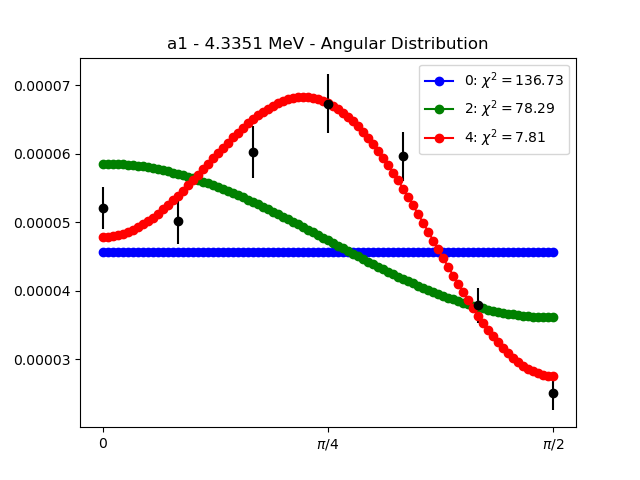 a1 - 4.3351 MeV - Angular Distribution
0: χ² = 136.73
2: χ² = 78.29
4: χ² = 7.81
0.00007
0.00006
0.00005
0.00004
0.00003
0
π/4
π/2